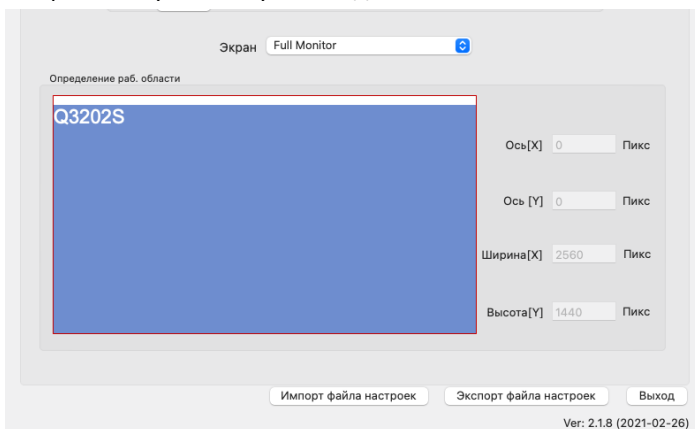 Экран Full Monitor
Определение раб. области
Q3202S
Ось[X] 0 Пикс
Ось [Y] 0 Пикс
Ширина[X] 2560 Пикс
Высота[Y] 1440 Пикс
Импорт файла настроек Экспорт файла настроек Выход
Ver: 2.1.8 (2021-02-26)